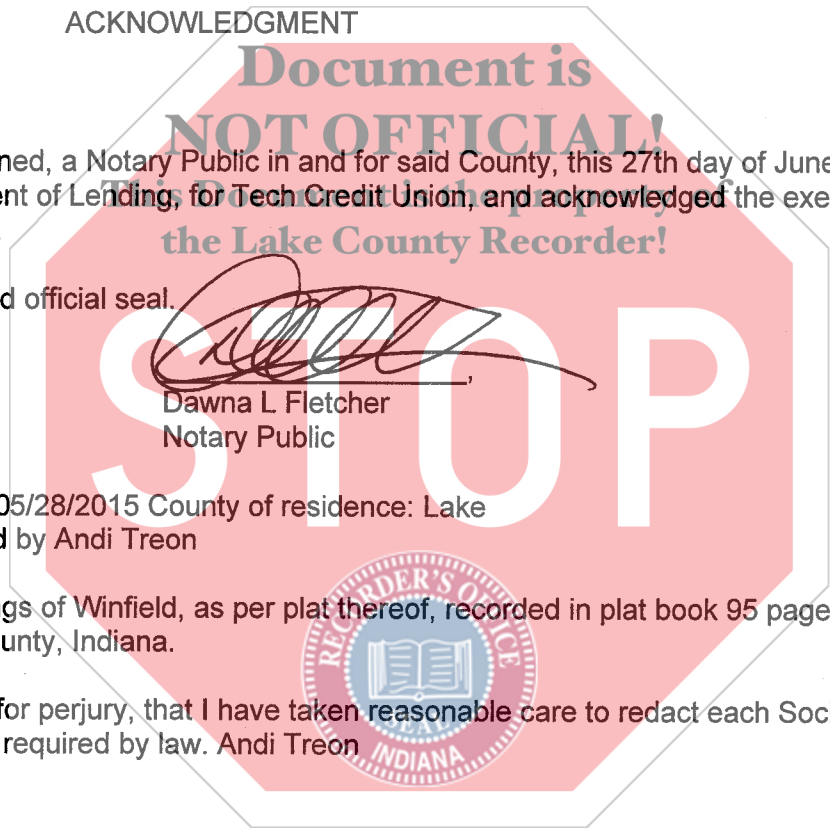 ACKNOWLEDGMENT
Document is
NOT OFFICIAL!
ned, a Notary Public in and for said County, this 27th day of June
This Document is the property of
nt of Lending, for Tech Credit Union, and acknowledged the exe
the Lake County Recorder!
d official seal.
STOP
,
Dawna L Fletcher
Notary Public
05/28/2015 County of residence: Lake
d by Andi Treon
RECORDER'S OFFICE
SEAL
INDIANA
gs of Winfield, as per plat thereof, recorded in plat book 95 page
unty, Indiana.
for perjury, that I have taken reasonable care to redact each Soc
required by law. Andi Treon